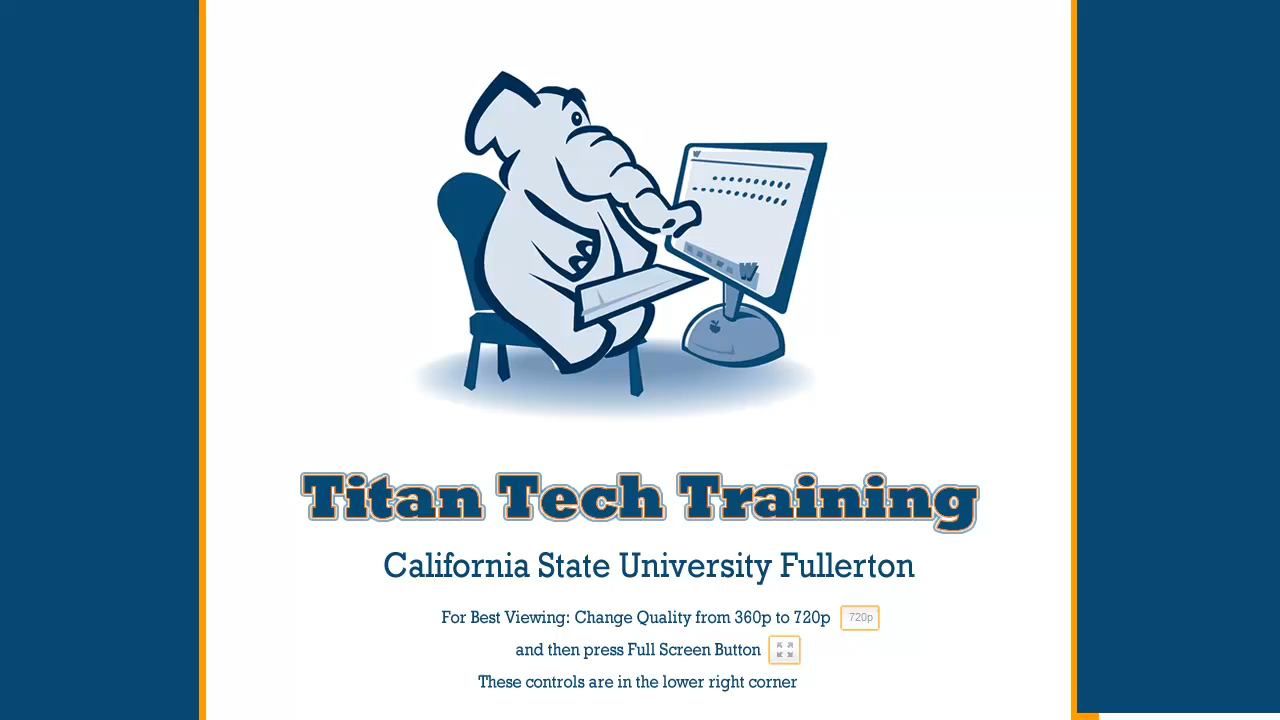 W
W
Titan Tech Training
California State University Fullerton
For Best Viewing: Change Quality from 360p to 720p 720p
and then press Full Screen Button
These controls are in the lower right corner